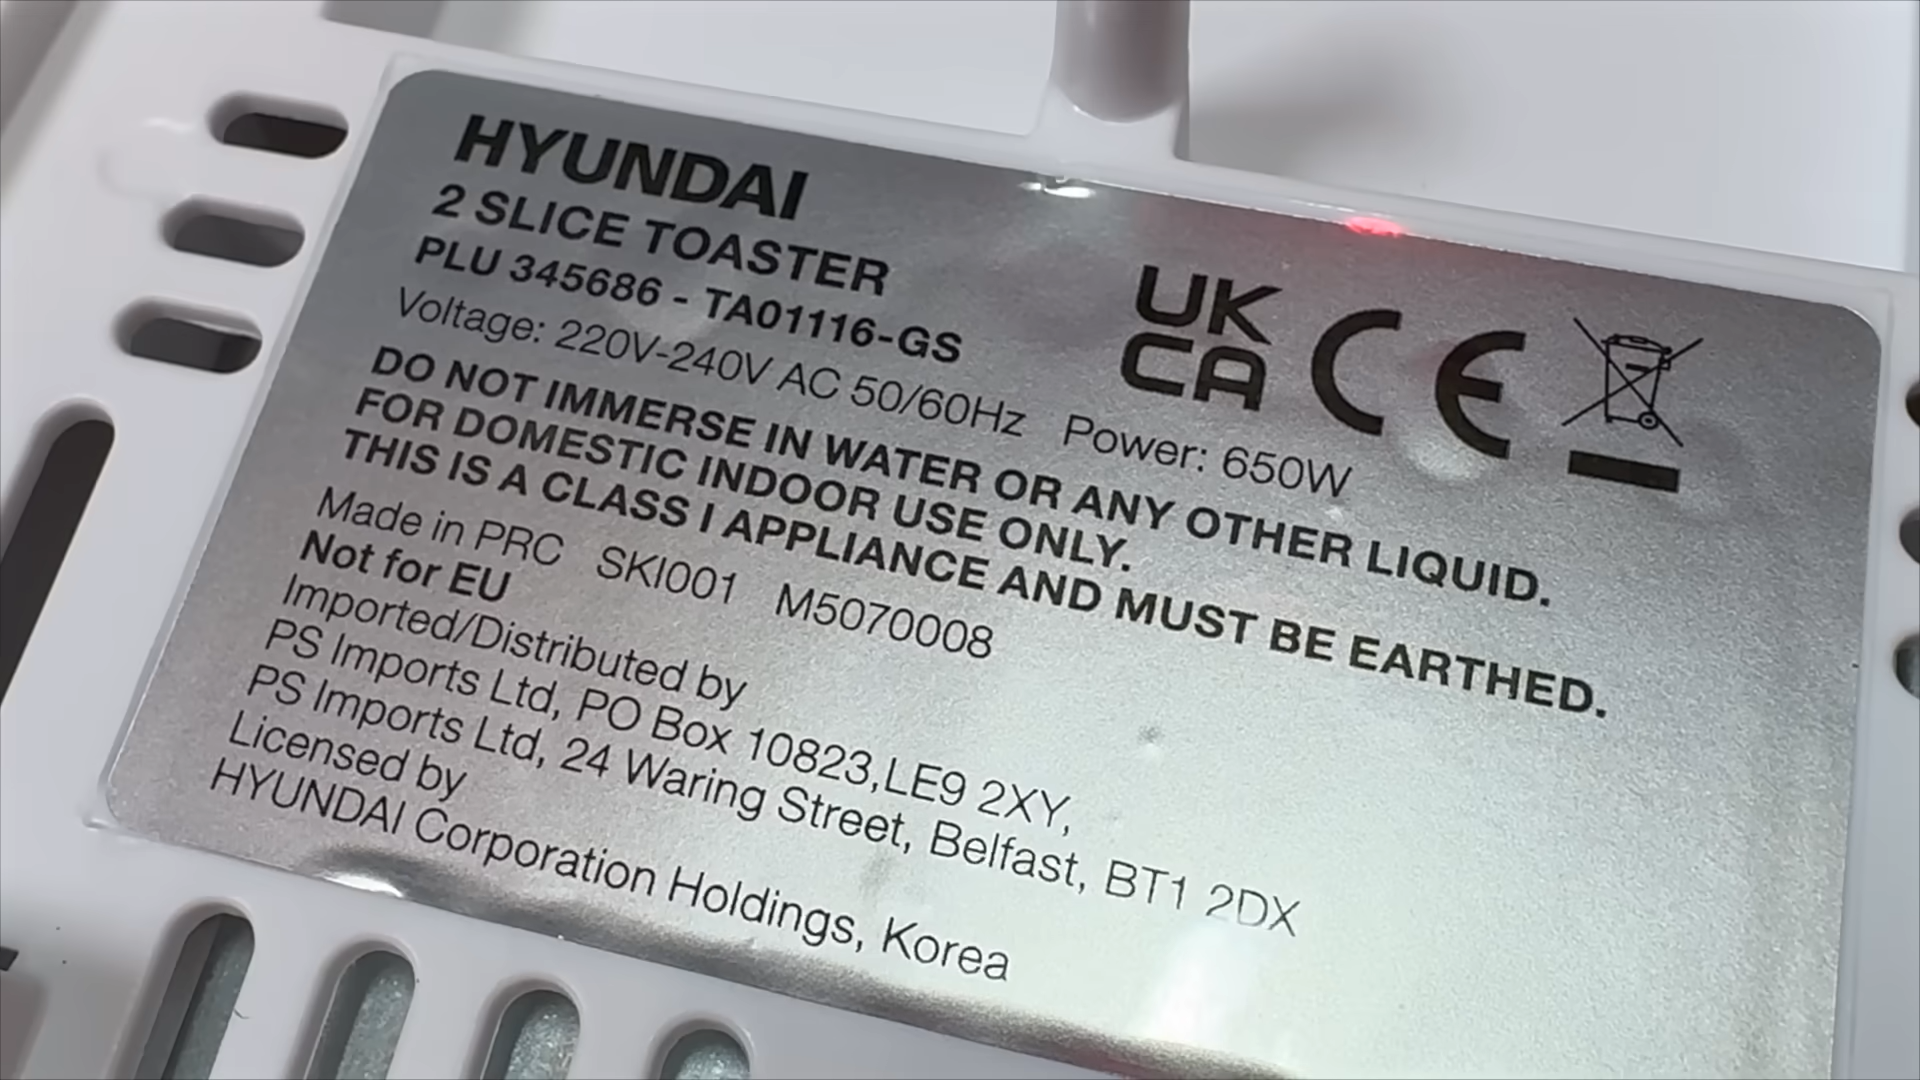 HYUNDAI
2 SLICE TOASTER
PLU 345686 - TA01116-GS
Voltage: 220V-240V AC 50/60Hz Power: 650W
UK
CA CE
DO NOT IMMERSE IN WATER OR ANY OTHER LIQUID.
FOR DOMESTIC INDOOR USE ONLY.
THIS IS A CLASS I APPLIANCE AND MUST BE EARTHED.
Made in PRC SKI001 M5070008
Not for EU
Imported/Distributed by
PS Imports Ltd, PO Box 10823,LE9 2XY,
PS Imports Ltd, 24 Waring Street, Belfast, BT1 2DX
Licensed by
HYUNDAI Corporation Holdings, Korea